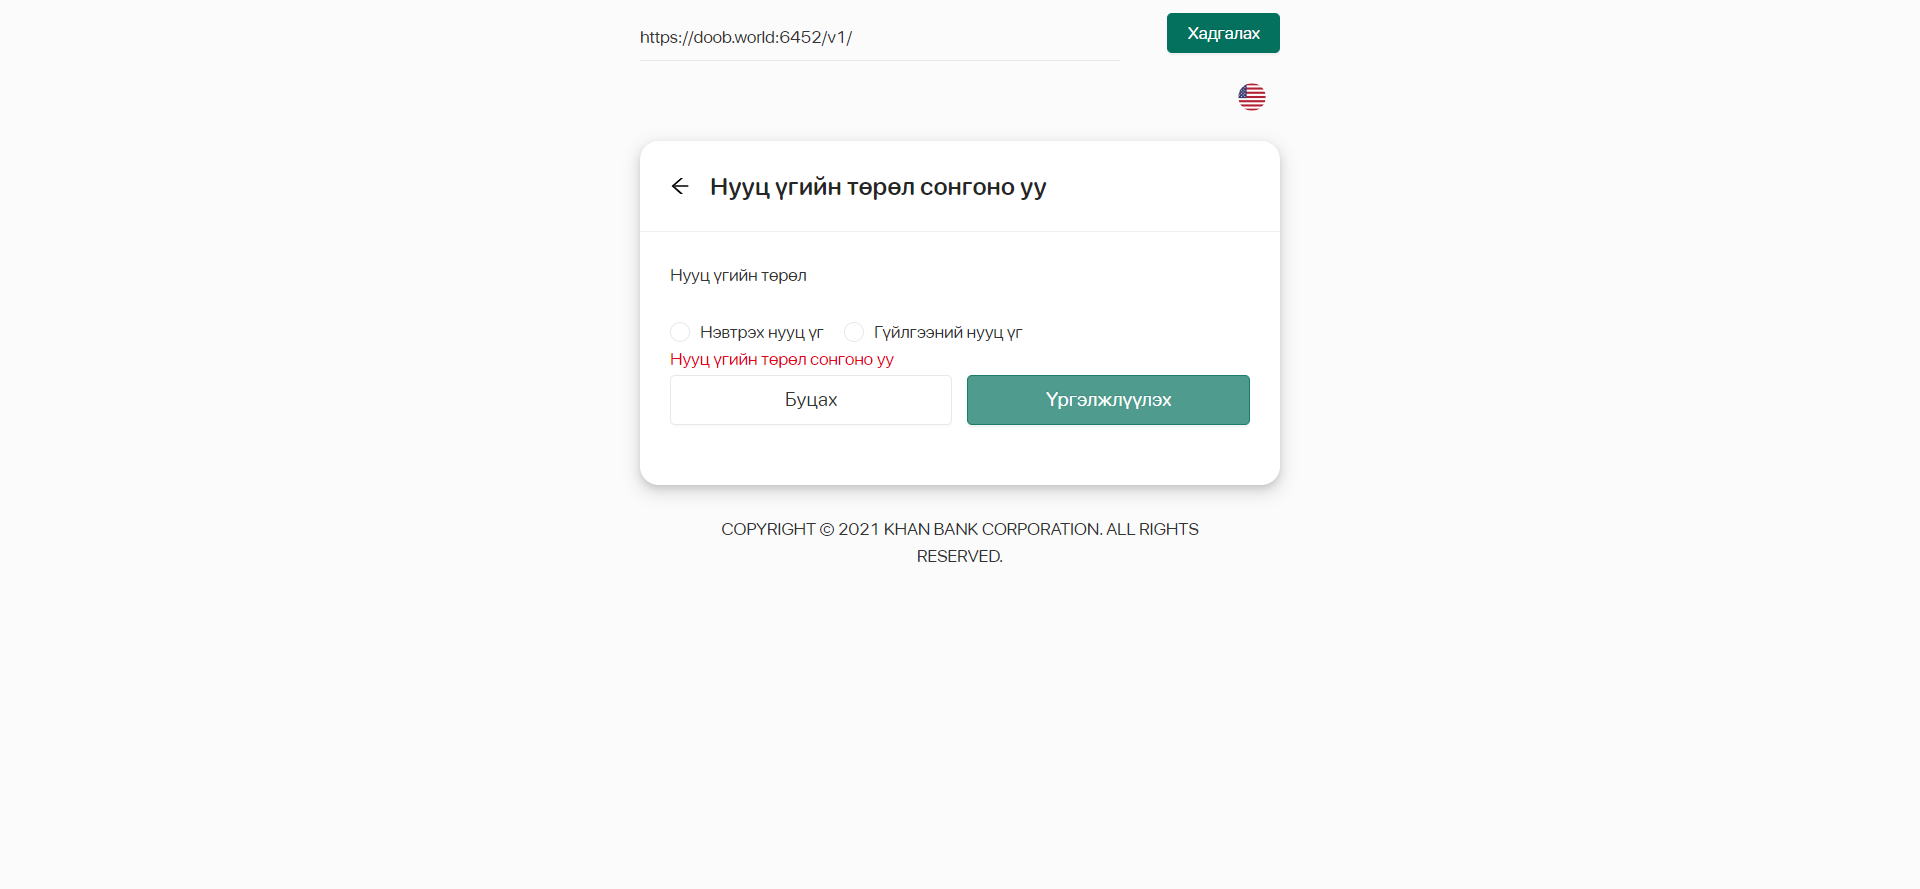 https://doob.world:6452/v1/
Хадгалах
Нууц үгийн төрөл сонгоно уу
Нууц үгийн төрөл
Нэвтрэх нууц үг Гүйлгээний нууц үг
Нууц үгийн төрөл сонгоно уу
Буцах Үргэлжлүүлэх
COPYRIGHT © 2021 KHAN BANK CORPORATION. ALL RIGHTS
RESERVED.